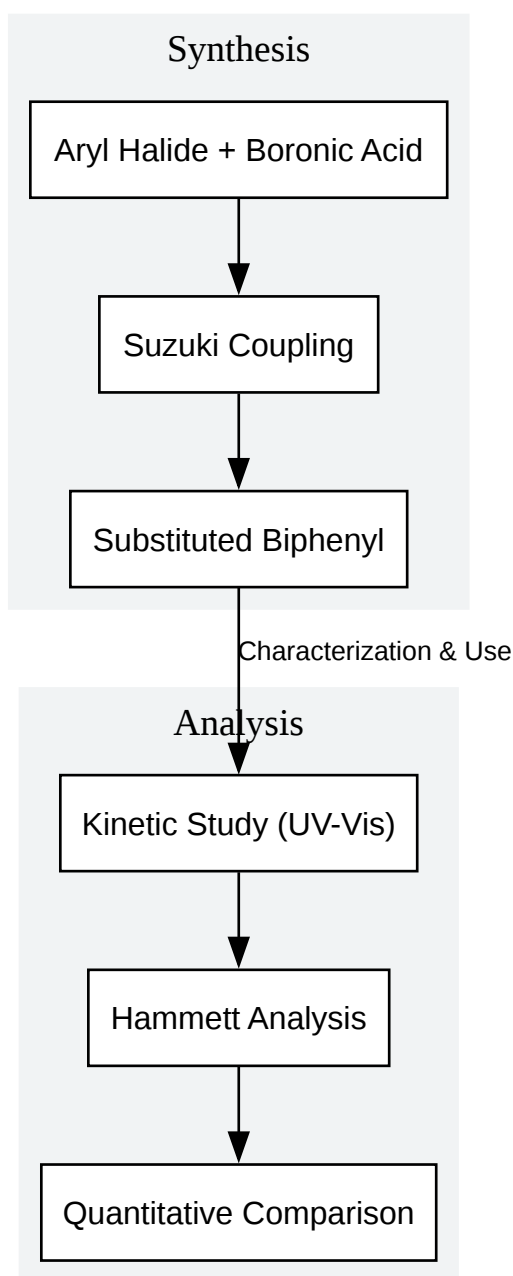 Synthesis
Aryl Halide + Boronic Acid
Suzuki Coupling
Substituted Biphenyl
Characterization & Use
Analysis
Kinetic Study (UV-Vis)
Hammett Analysis
Quantitative Comparison